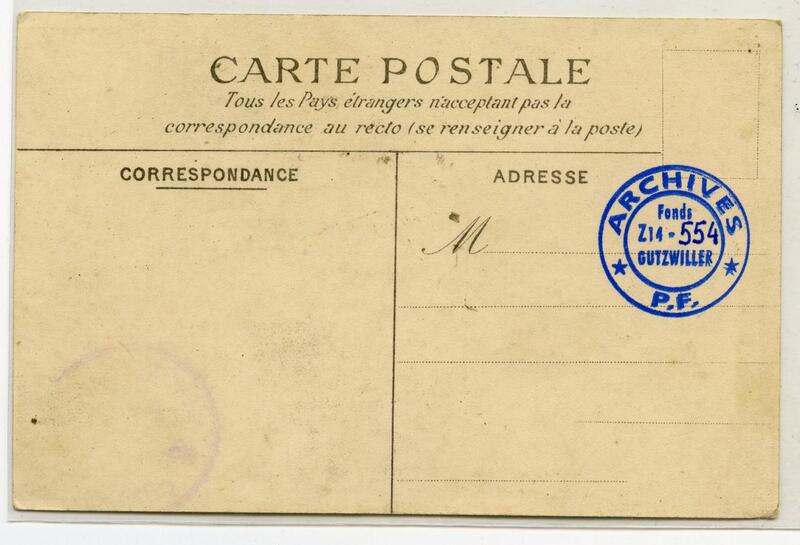 CARTE POSTALE
Tous les Pays étrangers n'acceptant pas la
correspondance au recto (se renseigner à la poste)
CORRESPONDANCE
ADRESSE
M
ARCHIVES
Fonds
Z14-554
GUTZWILLER
P.F.